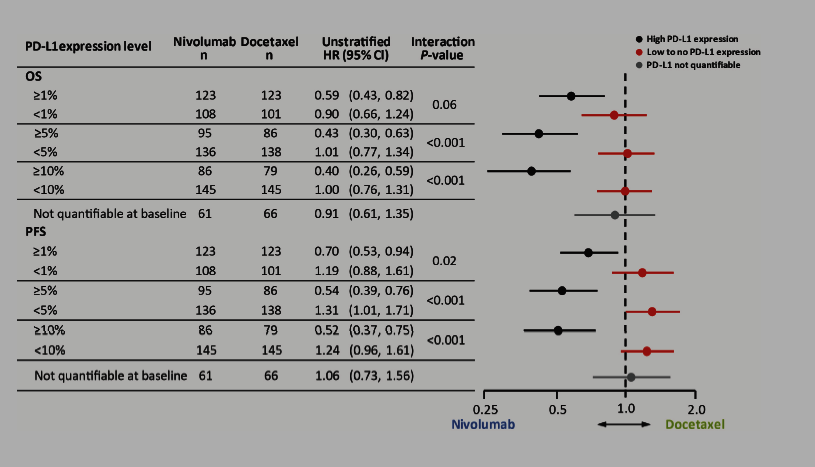 PD-L1expression level Nivolumab n Docetaxel n Unstratified HR (95% CI) Interaction P-value
High PD-L1 expression
Low to no PD-L1 expression
PD-L1 not quantifiable
OS
≥1% 123 123 0.59 (0.43, 0.82) 0.06
<1% 108 101 0.90 (0.66, 1.24)
≥5% 95 86 0.43 (0.30, 0.63) <0.001
<5% 136 138 1.01 (0.77, 1.34)
≥10% 86 79 0.40 (0.26, 0.59) <0.001
<10% 145 145 1.00 (0.76, 1.31)
Not quantifiable at baseline 61 66 0.91 (0.61, 1.35)
PFS
≥1% 123 123 0.70 (0.53, 0.94) 0.02
<1% 108 101 1.19 (0.88, 1.61)
≥5% 95 86 0.54 (0.39, 0.76) <0.001
<5% 136 138 1.31 (1.01, 1.71)
≥10% 86 79 0.52 (0.37, 0.75) <0.001
<10% 145 145 1.24 (0.96, 1.61)
Not quantifiable at baseline 61 66 1.06 (0.73, 1.56)
0.25 0.5 1.0 2.0
Nivolumab Docetaxel